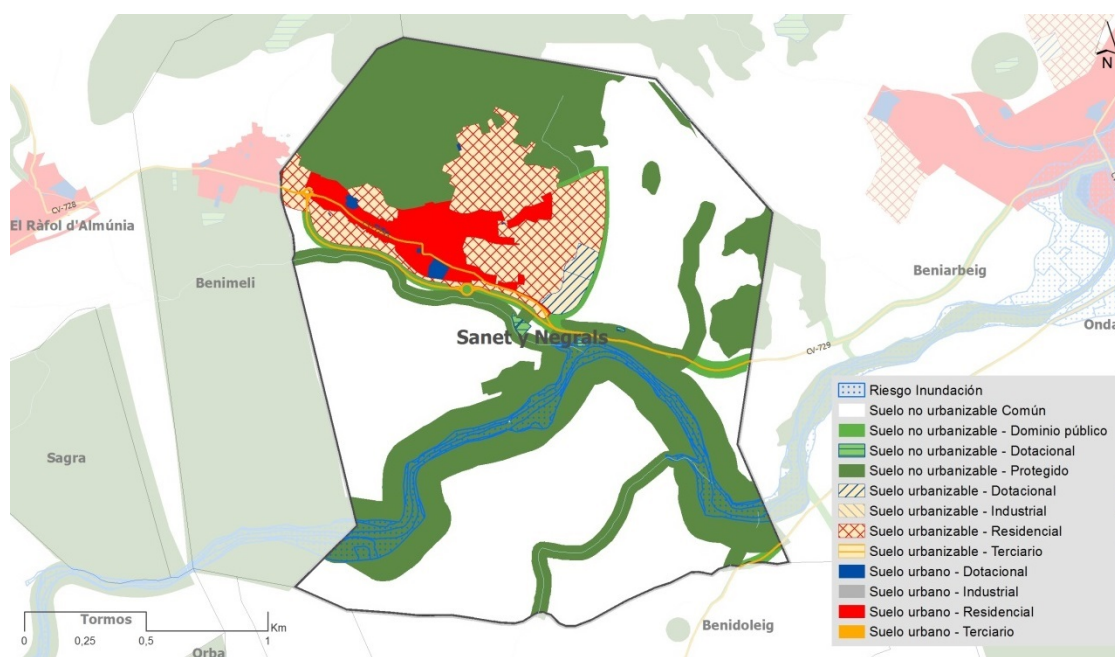 N
El Ràfol d'Almúnia
CV-728
Benimeli
Beniarbeig
Sanet y Negrals
CV-729
Onda
Sagra
Tormos
Orba
Benidoleig
Km
0 0,25 0,5 1
Riesgo Inundación
Suelo no urbanizable Común
Suelo no urbanizable - Dominio público
Suelo no urbanizable - Dotacional
Suelo no urbanizable - Protegido
Suelo urbanizable - Dotacional
Suelo urbanizable - Industrial
Suelo urbanizable - Residencial
Suelo urbanizable - Terciario
Suelo urbano - Dotacional
Suelo urbano - Industrial
Suelo urbano - Residencial
Suelo urbano - Terciario